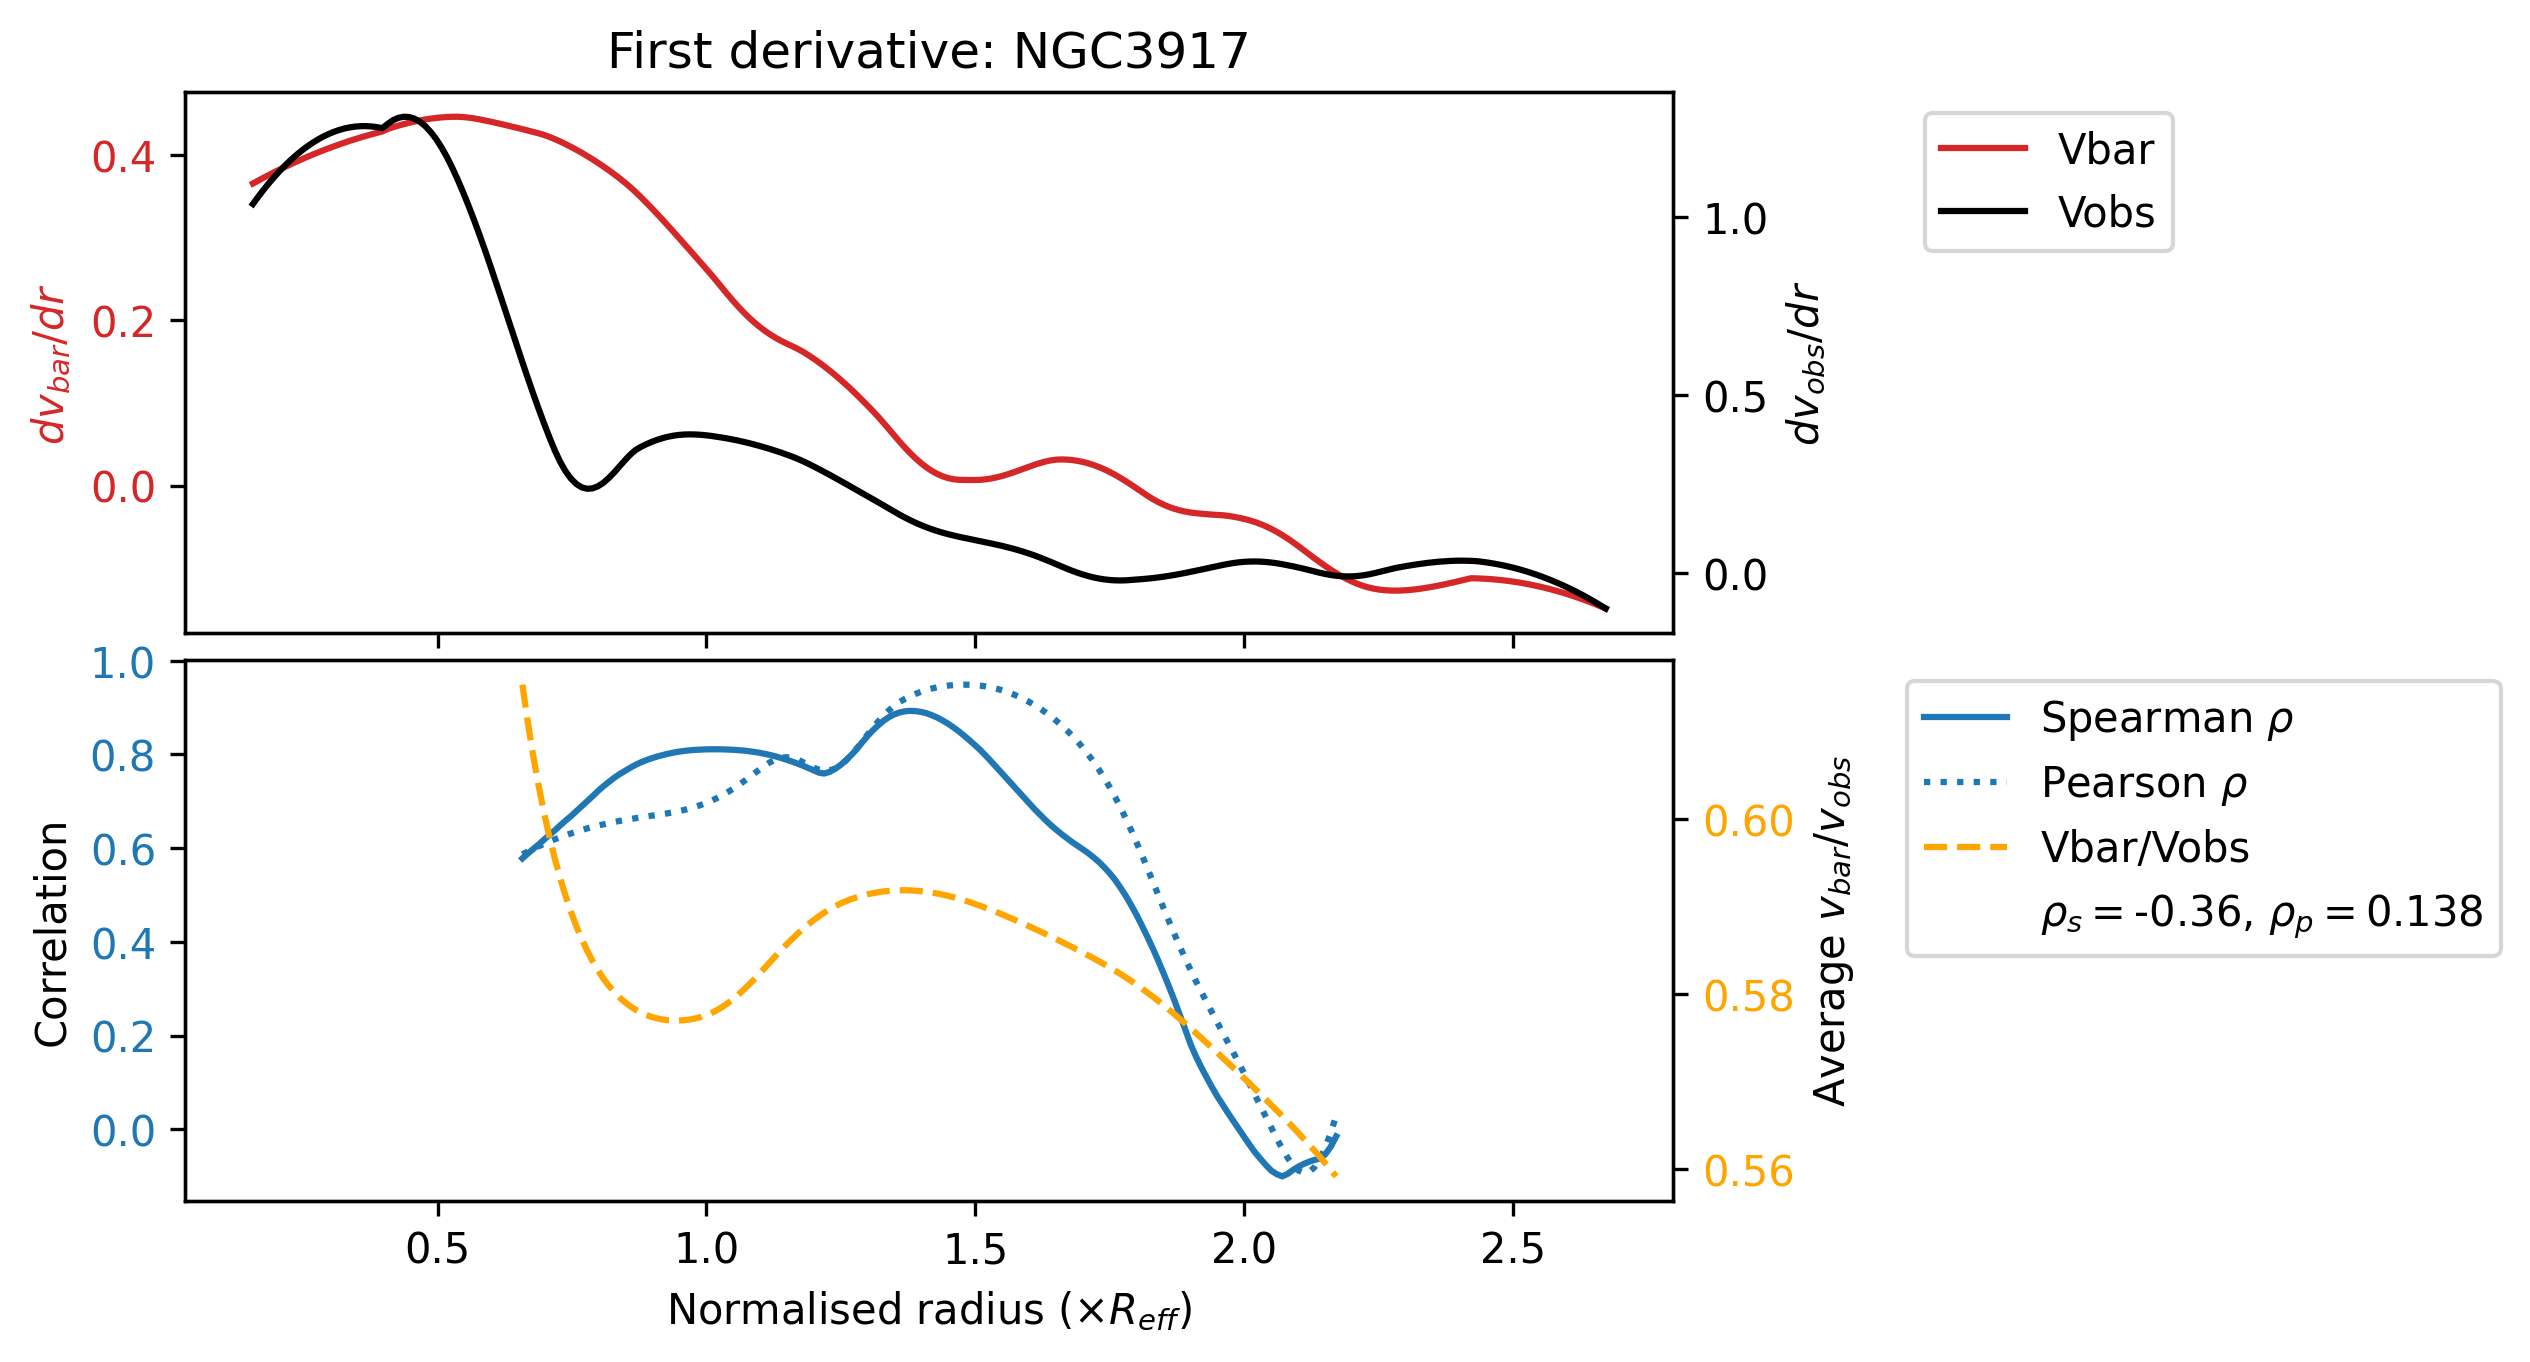 First derivative: NGC3917
0.4
0.2
0.0
dv_bar/dr
1.0
0.5
0.0
dv_obs/dr
Vbar
Vobs
1.0
0.8
0.6
0.4
0.2
0.0
Correlation
0.60
0.58
0.56
Average v_bar/v_obs
Spearman ρ
Pearson ρ
Vbar/Vobs
ρ_s = -0.36, ρ_p = 0.138
0.5 1.0 1.5 2.0 2.5
Normalised radius (×R_eff)